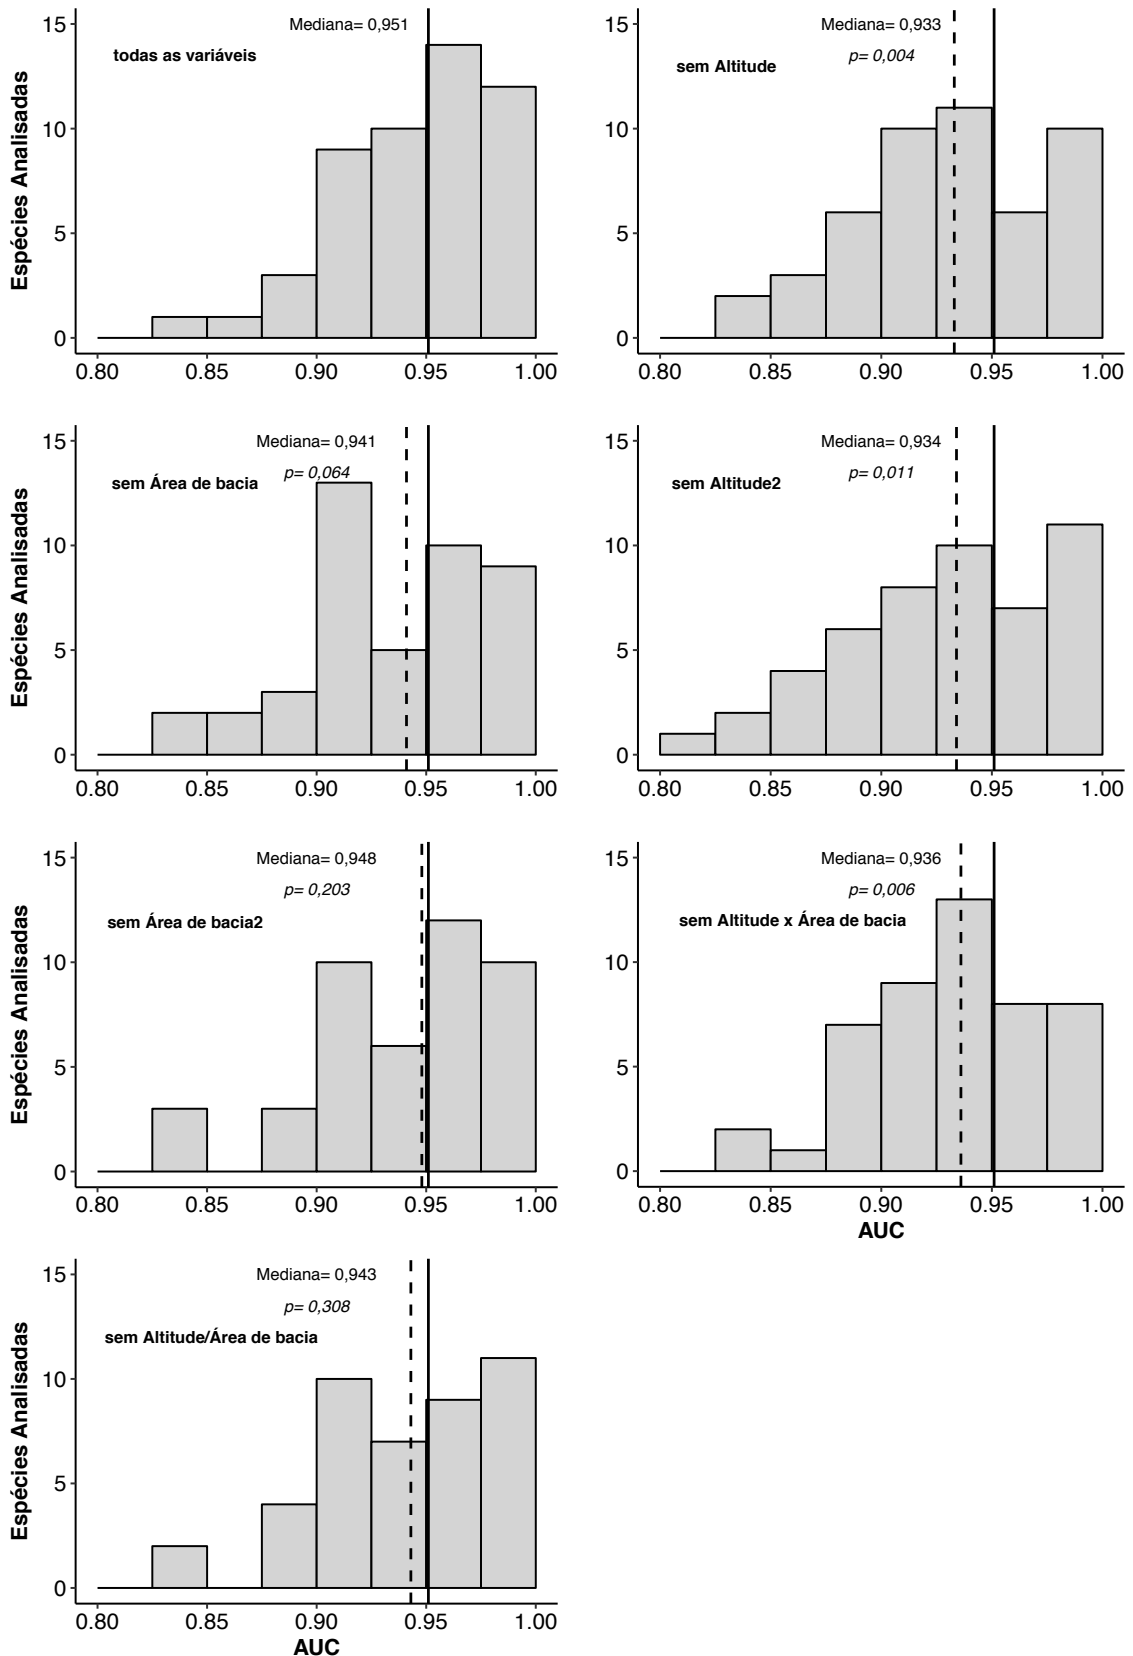 Mediana= 0,951
todas as variáveis
Espécies Analisadas
15
10
5
0
0.80 0.85 0.90 0.95 1.00
Mediana= 0,933
p= 0,004
sem Altitude
15
10
5
0
0.80 0.85 0.90 0.95 1.00
Mediana= 0,941
p= 0,064
sem Área de bacia
Espécies Analisadas
15
10
5
0
0.80 0.85 0.90 0.95 1.00
Mediana= 0,934
p= 0,011
sem Altitude2
15
10
5
0
0.80 0.85 0.90 0.95 1.00
Mediana= 0,948
p= 0,203
sem Área de bacia2
Espécies Analisadas
15
10
5
0
0.80 0.85 0.90 0.95 1.00
Mediana= 0,936
p= 0,006
sem Altitude x Área de bacia
15
10
5
0
0.80 0.85 0.90 0.95 1.00
AUC
Mediana= 0,943
p= 0,308
sem Altitude/Área de bacia
Espécies Analisadas
15
10
5
0
0.80 0.85 0.90 0.95 1.00
AUC